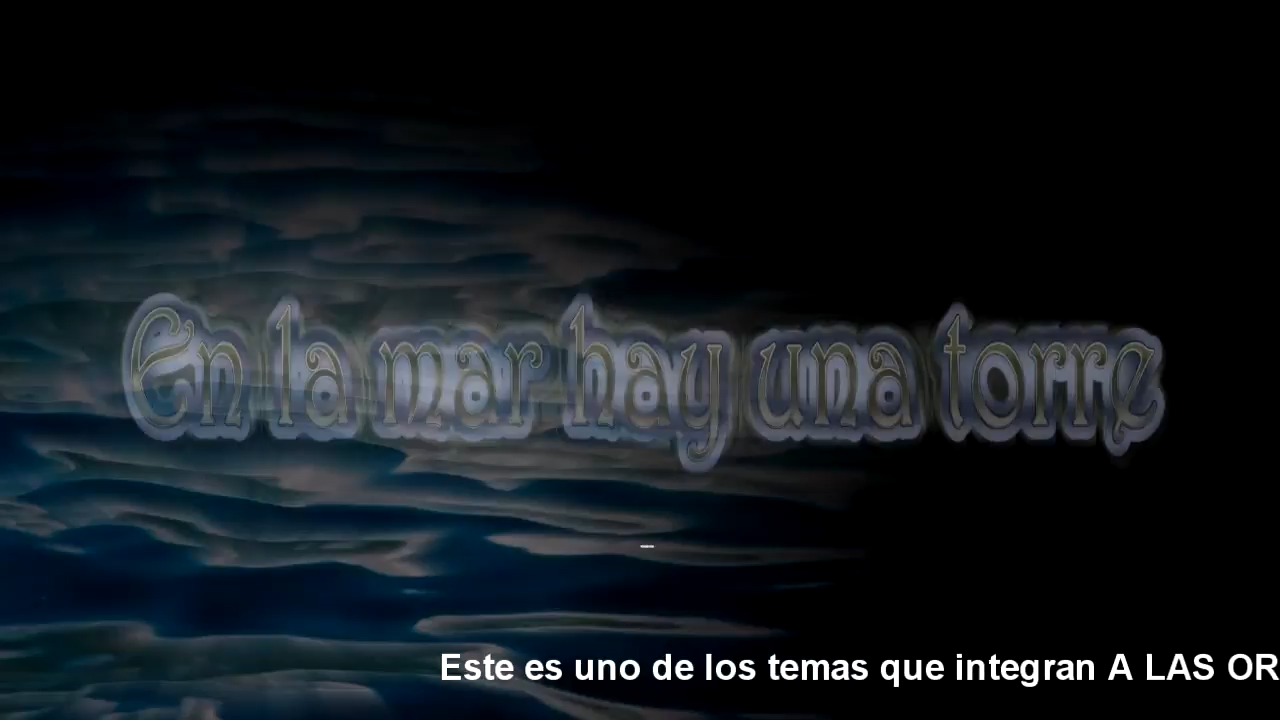 En la mar hay una torre
Este es uno de los temas que integran A LAS OR